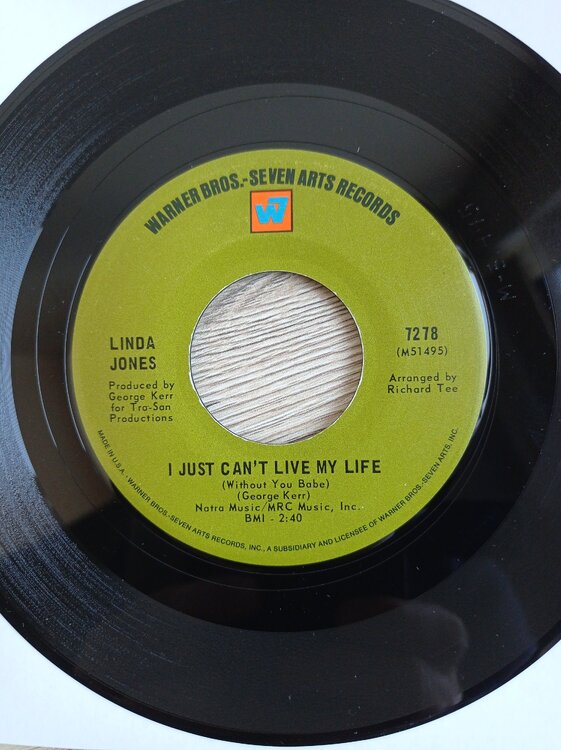 WARNER BROS.-SEVEN ARTS RECORDS
W7
LINDA
JONES
Produced by
George Kerr
for Tra-San
Productions
7278
(M51495)
Arranged by
Richard Tee
I JUST CAN'T LIVE MY LIFE
(Without You Babe)
(George Kerr)
Natra Music/MRC Music, Inc.
BMI - 2:40
MADE IN U.S.A. - WARNER BROS.-SEVEN ARTS RECORDS, INC., A SUBSIDIARY AND LICENSEE OF WARNER BROS.-SEVEN ARTS, INC.